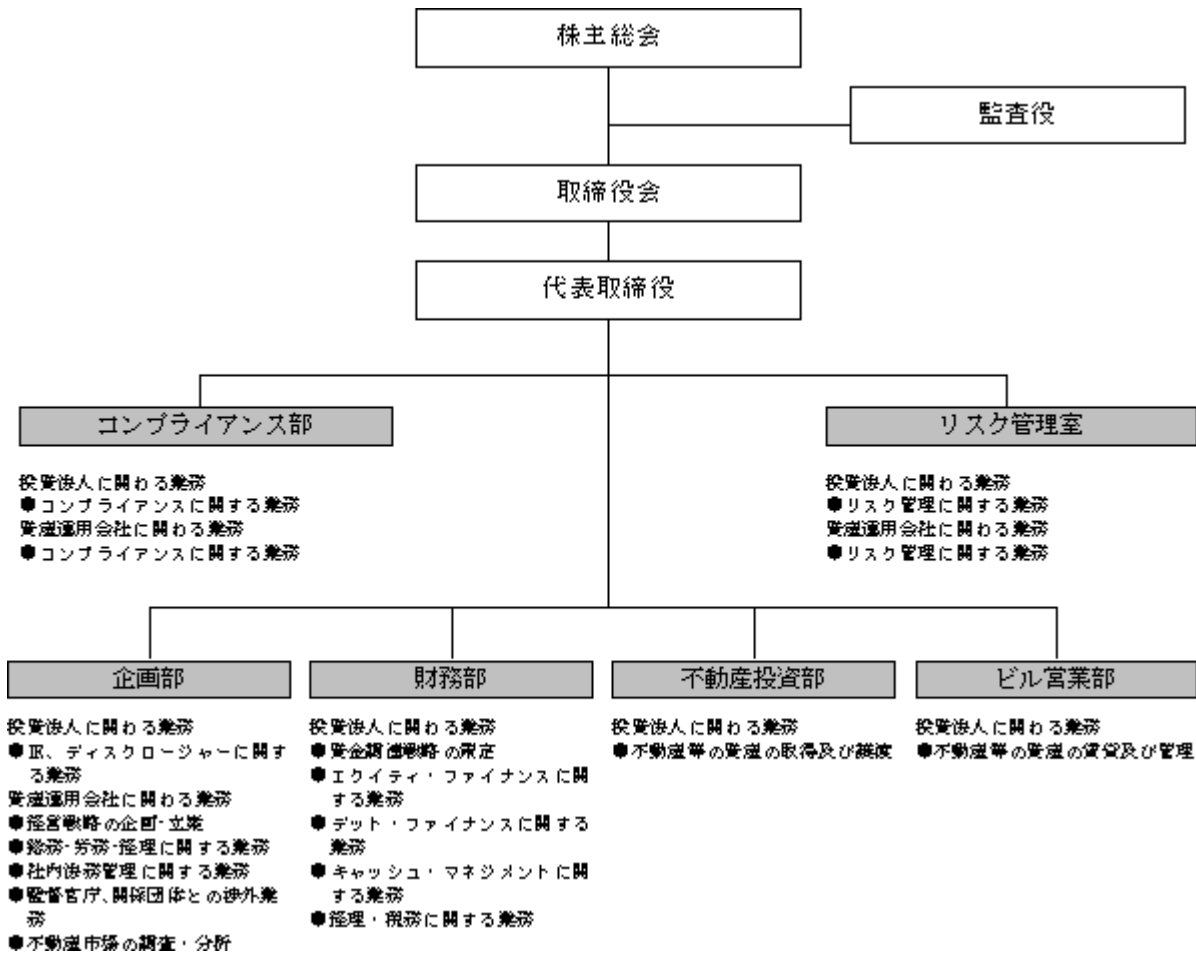 株主総会
監査役
取締役会
代表取締役
コンプライアンス部
投資法人に関わる業務
●コンプライアンスに関する業務
資産運用会社に関わる業務
●コンプライアンスに関する業務
リスク管理室
投資法人に関わる業務
●リスク管理に関する業務
資産運用会社に関わる業務
●リスク管理に関する業務
企画部
投資法人に関わる業務
●IR、ディスクロージャーに関す
る業務
資産運用会社に関わる業務
●経営戦略の企画・立案
●総務・労務・経理に関する業務
●社内法務管理に関する業務
●監督官庁、関係団体との渉外業
務
●不動産市場の調査・分析
財務部
投資法人に関わる業務
●資金調達戦略の策定
●エクイティ・ファイナンスに関
する業務
●デット・ファイナンスに関する
業務
●キャッシュ・マネジメントに関
する業務
●経理・税務に関する業務
不動産投資部
投資法人に関わる業務
●不動産等の資産の取得及び譲渡
ビル営業部
投資法人に関わる業務
●不動産等の資産の賃貸及び管理